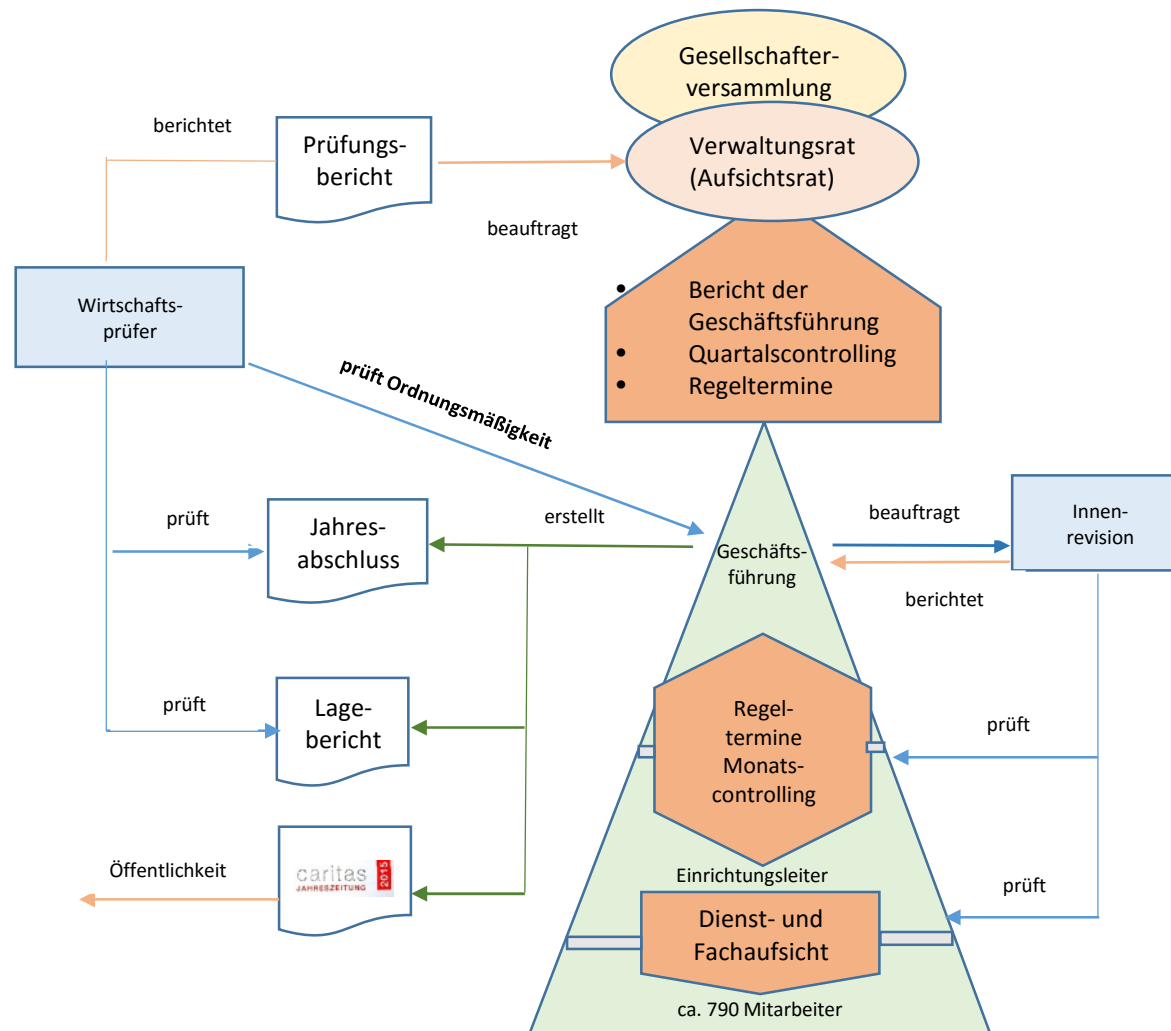 Gesellschafter-
versammlung
berichtet
Prüfungs-
bericht
Verwaltungsrat
(Aufsichtsrat)
beauftragt
Wirtschafts-
prüfer
• Bericht der
Geschäftsführung
• Quartalscontrolling
• Regeltermine
prüft Ordnungsmäßigkeit
prüft
Jahres-
abschluss
erstellt
Geschäfts-
führung
beauftragt
berichtet
Innen-
revision
prüft
Lage-
bericht
Regel-
termine
Monats-
controlling
prüft
Öffentlichkeit
caritas
JAHRESZEITUNG
2015
Einrichtungsleiter
prüft
Dienst- und
Fachaufsicht
ca. 790 Mitarbeiter